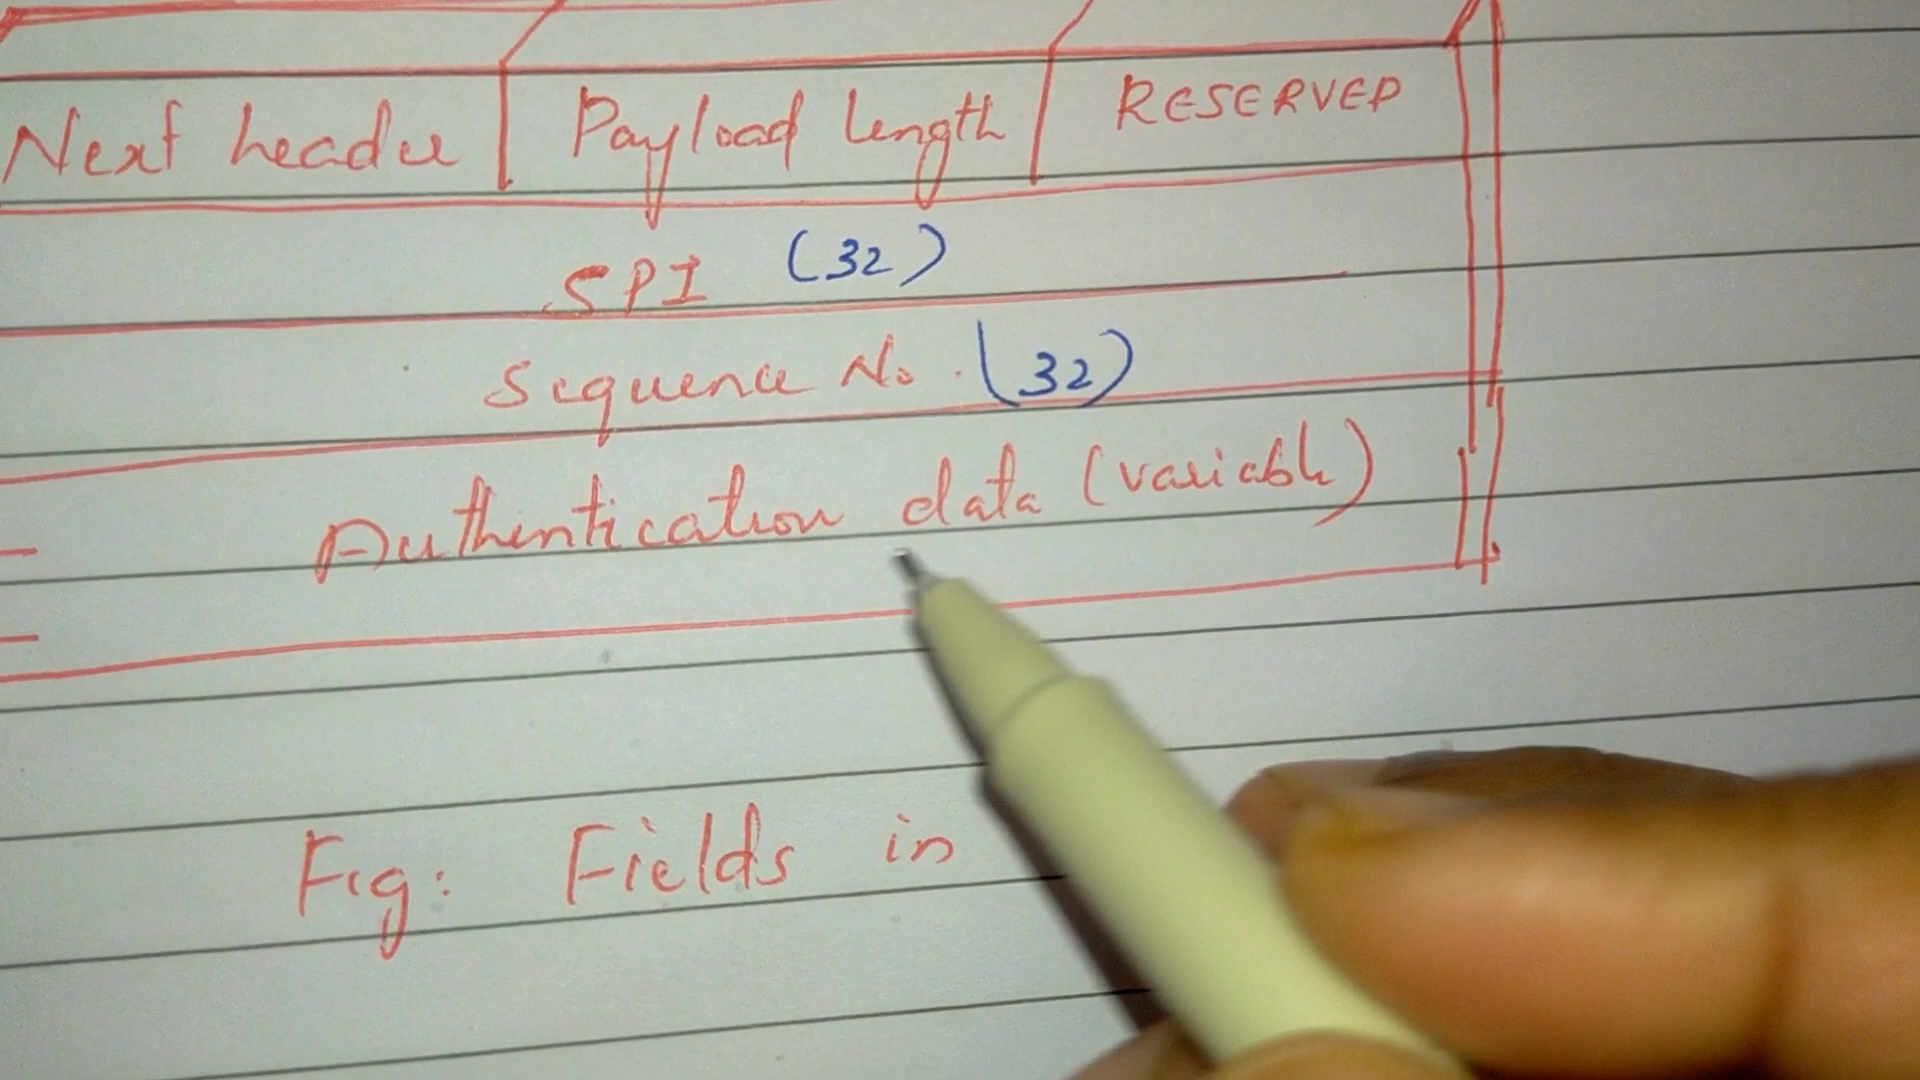 Next header Payload length RESERVED
SPI (32)
Sequence No. (32)
Authentication data (variable)
Fig: Fields in